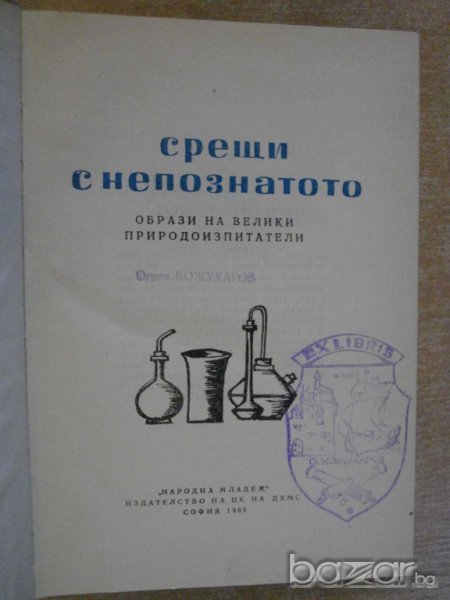 срещи
с непознатото
ОБРАЗИ НА ВЕЛИКИ
ПРИРОДОИЗПИТАТЕЛИ
Огнян КОЖУХАРОВ
EX LIBRIS
О. КОЖУХАРОВ
„НАРОДНА МЛАДЕЖ“
ИЗДАТЕЛСТВО НА ЦК НА ДКМС
СОФИЯ 1965
bazar.bg